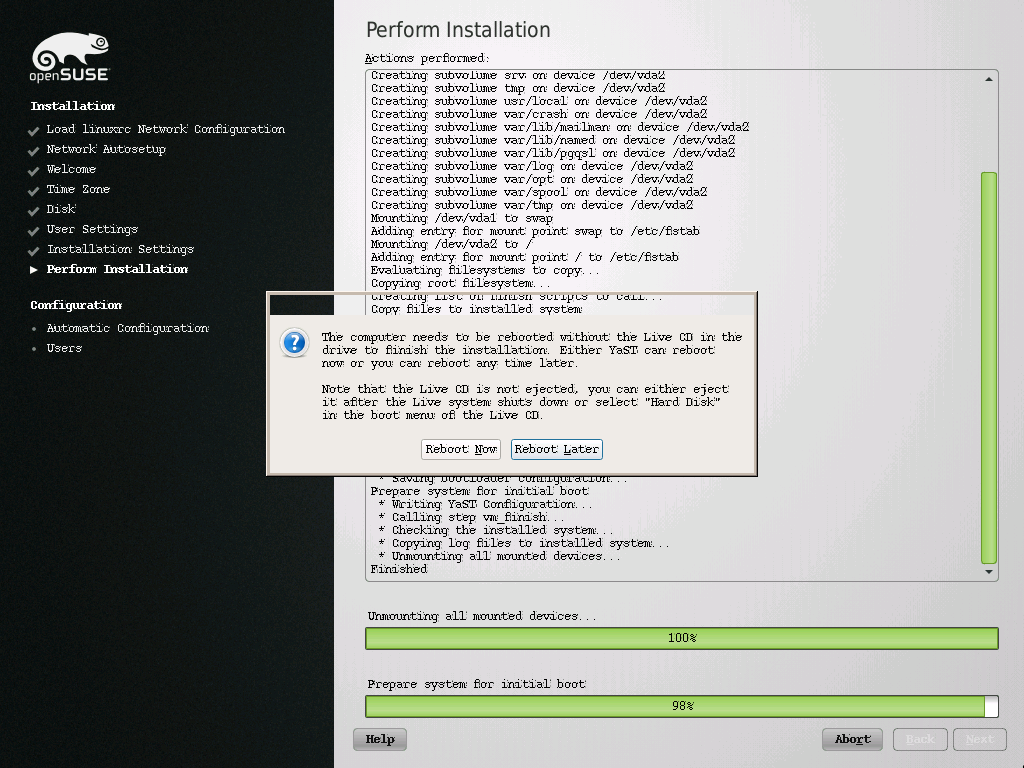 openSUSE
Installation
Load linuxrc Network Configuration
Network Autosetup
Welcome
Time Zone
Disk
User Settings
Installation Settings
Perform Installation
Configuration
Automatic Configuration
Users
Perform Installation
Actions performed:
Creating subvolume srv on device /dev/vda2
Creating subvolume tmp on device /dev/vda2
Creating subvolume usr/local on device /dev/vda2
Creating subvolume var/crash on device /dev/vda2
Creating subvolume var/lib/mailman on device /dev/vda2
Creating subvolume var/lib/named on device /dev/vda2
Creating subvolume var/lib/pgqsl on device /dev/vda2
Creating subvolume var/log on device /dev/vda2
Creating subvolume var/opt on device /dev/vda2
Creating subvolume var/spool on device /dev/vda2
Creating subvolume var/tmp on device /dev/vda2
Mounting /dev/vda1 to swap
Adding entry for mount point swap to /etc/fstab
Mounting /dev/vda2 to /
Adding entry for mount point / to /etc/fstab
Evaluating filesystems to copy...
Copying root filesystem...
Creating list of finish scripts to call...
Copy files to installed system
The computer needs to be rebooted without the Live CD in the
drive to finish the installation. Either YaST can reboot
now or you can reboot any time later.
Note that the Live CD is not ejected, you can either eject
it after the Live system shuts down or select "Hard Disk"
in the boot menu of the Live CD.
Reboot Now
Reboot Later
* Saving bootloader configuration...
Prepare system for initial boot
* Writing YaST Configuration...
* Calling step vm_finish...
* Checking the installed system...
* Copying log files to installed system...
* Unmounting all mounted devices...
Finished
Unmounting all mounted devices...
100%
Prepare system for initial boot
98%
Help
Abort
Back
Next